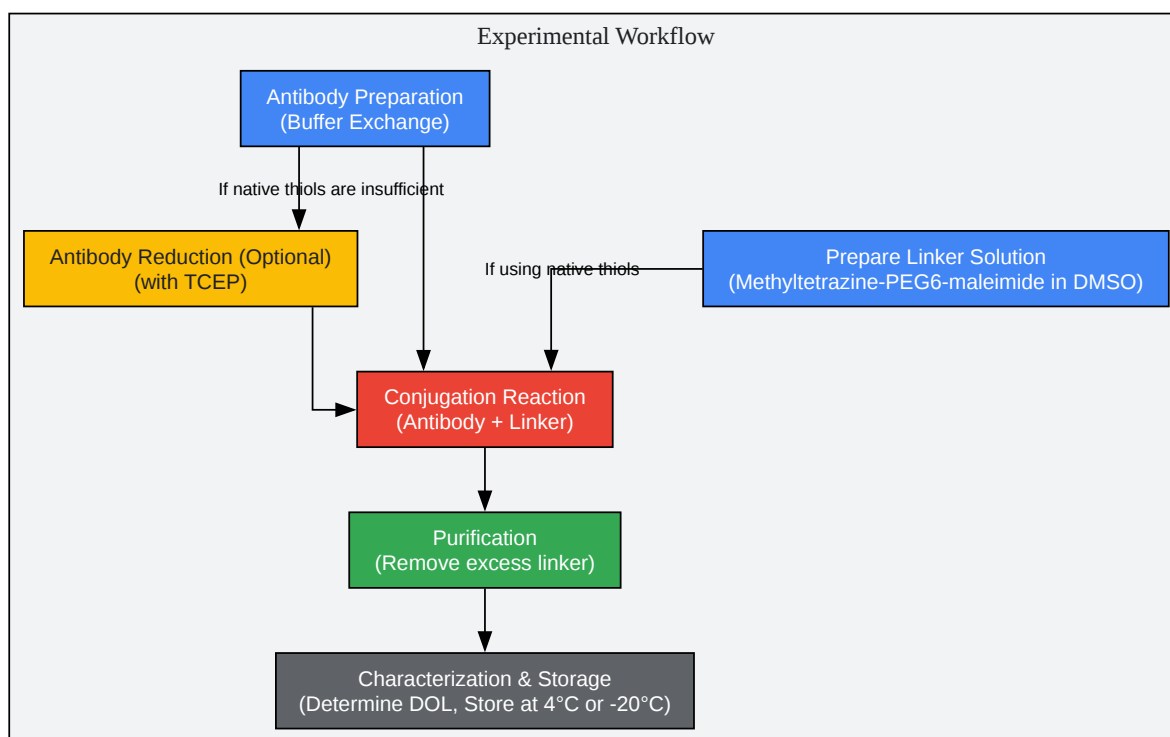 Experimental Workflow
Antibody Preparation
(Buffer Exchange)
If native thiols are insufficient
Antibody Reduction (Optional)
(with TCEP)
If using native thiols
Prepare Linker Solution
(Methyltetrazine-PEG6-maleimide in DMSO)
Conjugation Reaction
(Antibody + Linker)
Purification
(Remove excess linker)
Characterization & Storage
(Determine DOL, Store at 4°C or -20°C)